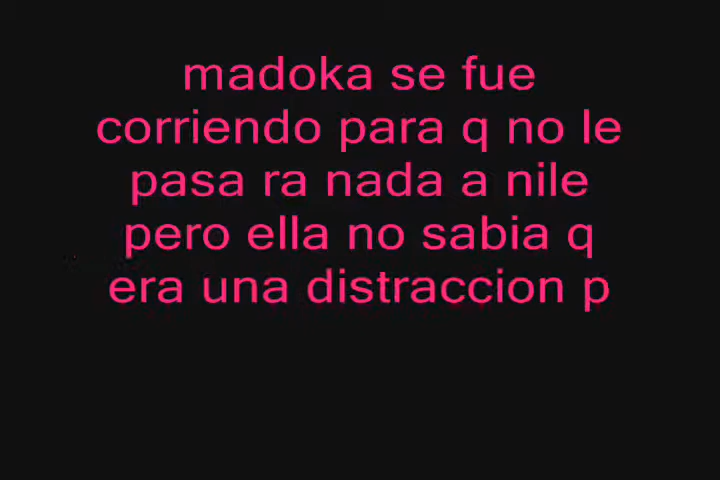 madoka se fue
corriendo para q no le
pasa ra nada a nile
pero ella no sabia q
era una distraccion p